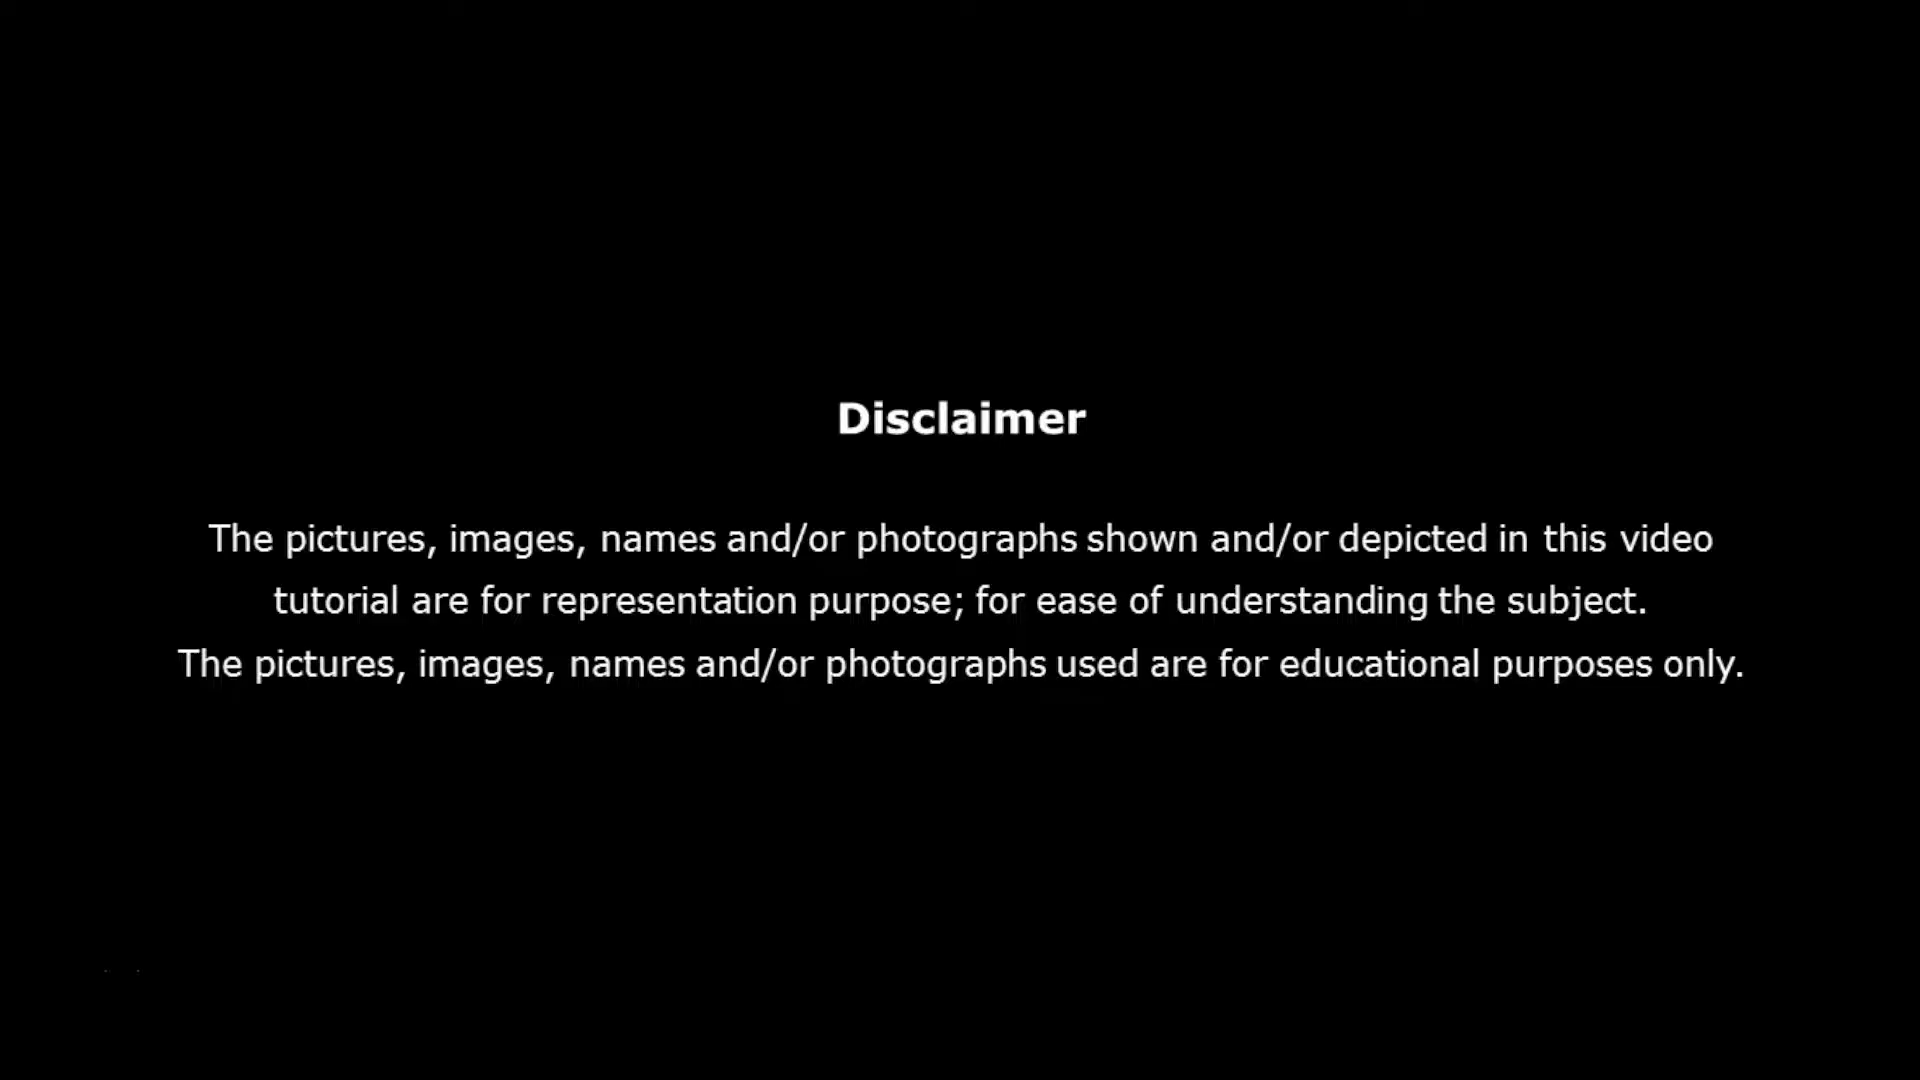 Disclaimer
The pictures, images, names and/or photographs shown and/or depicted in this video
tutorial are for representation purpose; for ease of understanding the subject.
The pictures, images, names and/or photographs used are for educational purposes only.